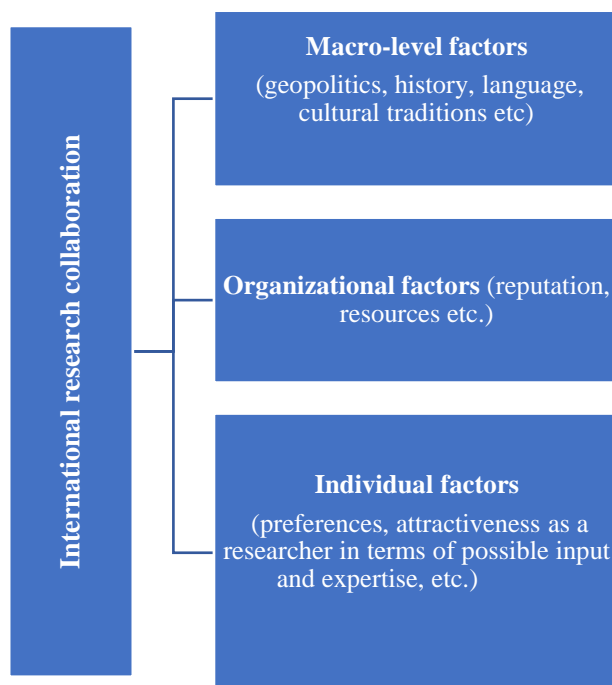 International research collaboration
Macro-level factors
(geopolitics, history, language,
cultural traditions etc)
Organizational factors (reputation,
resources etc.)
Individual factors
(preferences, attractiveness as a
researcher in terms of possible input
and expertise, etc.)